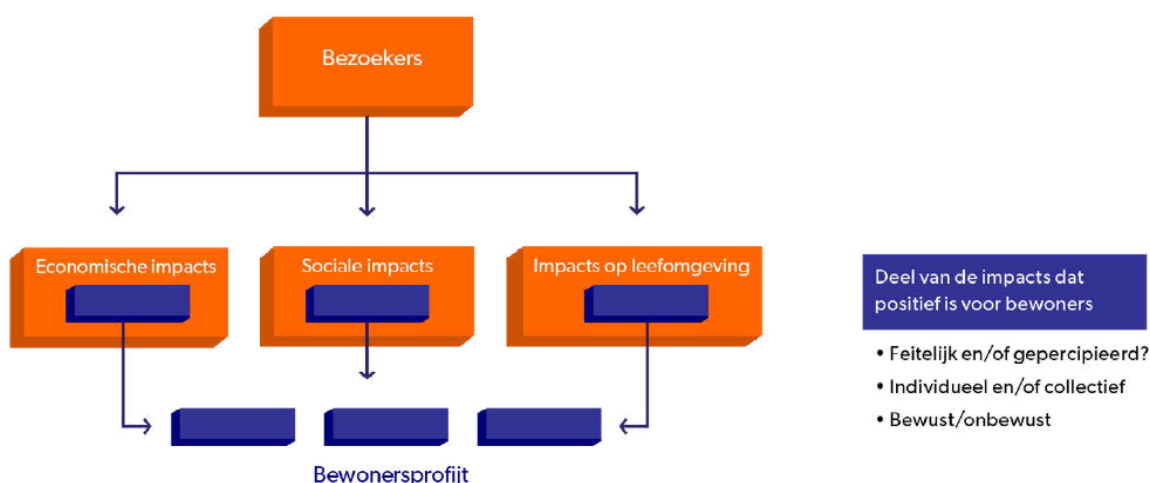 Bezoekers
Economische impacts
Sociale impacts
Impacts op leefomgeving
Bewonersprofijt
Deel van de impacts dat
positief is voor bewoners
• Feitelijk en/of gepercipieerd?
• Individueel en/of collectief
• Bewust/onbewust